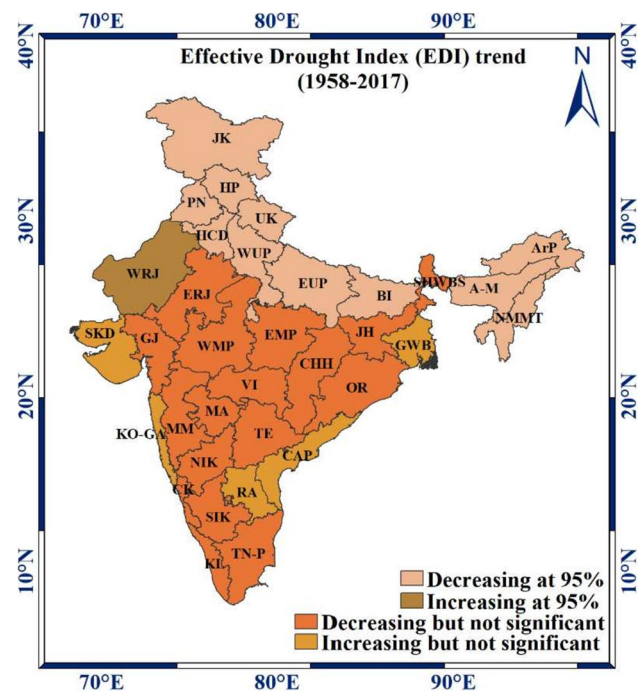 70°E 80°E 90°E
40°N 40°N
Effective Drought Index (EDI) trend
(1958-2017)
N
JK
HP
PN
UK
30°N 30°N
HCD
WUP
ArP
WRJ
EUP
A-M
SHWBS
ERJ
BI
NMMT
SKD
GJ
EMP
JH
GWB
WMP
CHH
VI
OR
20°N 20°N
MA
KO-GA
MM
TE
CAP
NIK
CK
RA
SIK
TN-P
KL
10°N 10°N
Decreasing at 95%
Increasing at 95%
Decreasing but not significant
Increasing but not significant
70°E 80°E 90°E